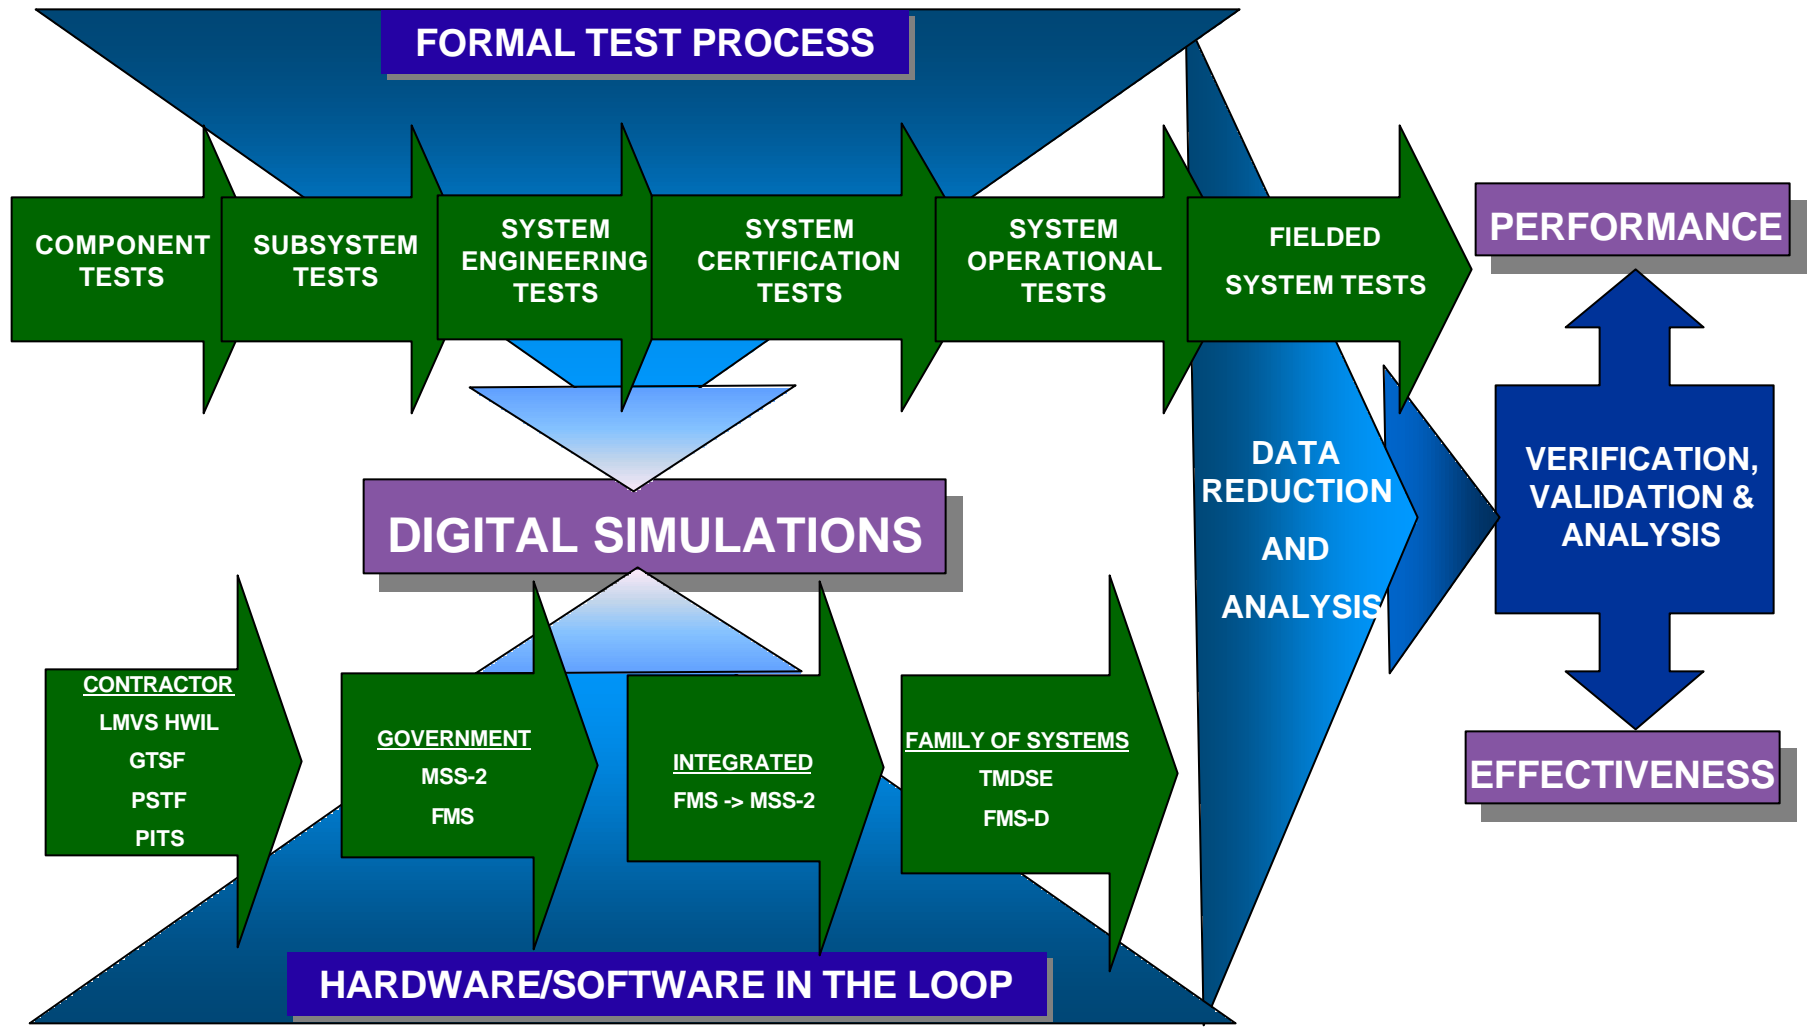 FORMAL TEST PROCESS
COMPONENT
TESTS
SUBSYSTEM
TESTS
SYSTEM
ENGINEERING
TESTS
SYSTEM
CERTIFICATION
TESTS
SYSTEM
OPERATIONAL
TESTS
FIELDED
SYSTEM TESTS
PERFORMANCE
DIGITAL SIMULATIONS
DATA
REDUCTION
AND
ANALYSIS
VERIFICATION,
VALIDATION &
ANALYSIS
CONTRACTOR
LMVS HWIL
GTSF
PSTF
PITS
GOVERNMENT
MSS-2
FMS
INTEGRATED
FMS -> MSS-2
FAMILY OF SYSTEMS
TMDSE
FMS-D
EFFECTIVENESS
HARDWARE/SOFTWARE IN THE LOOP